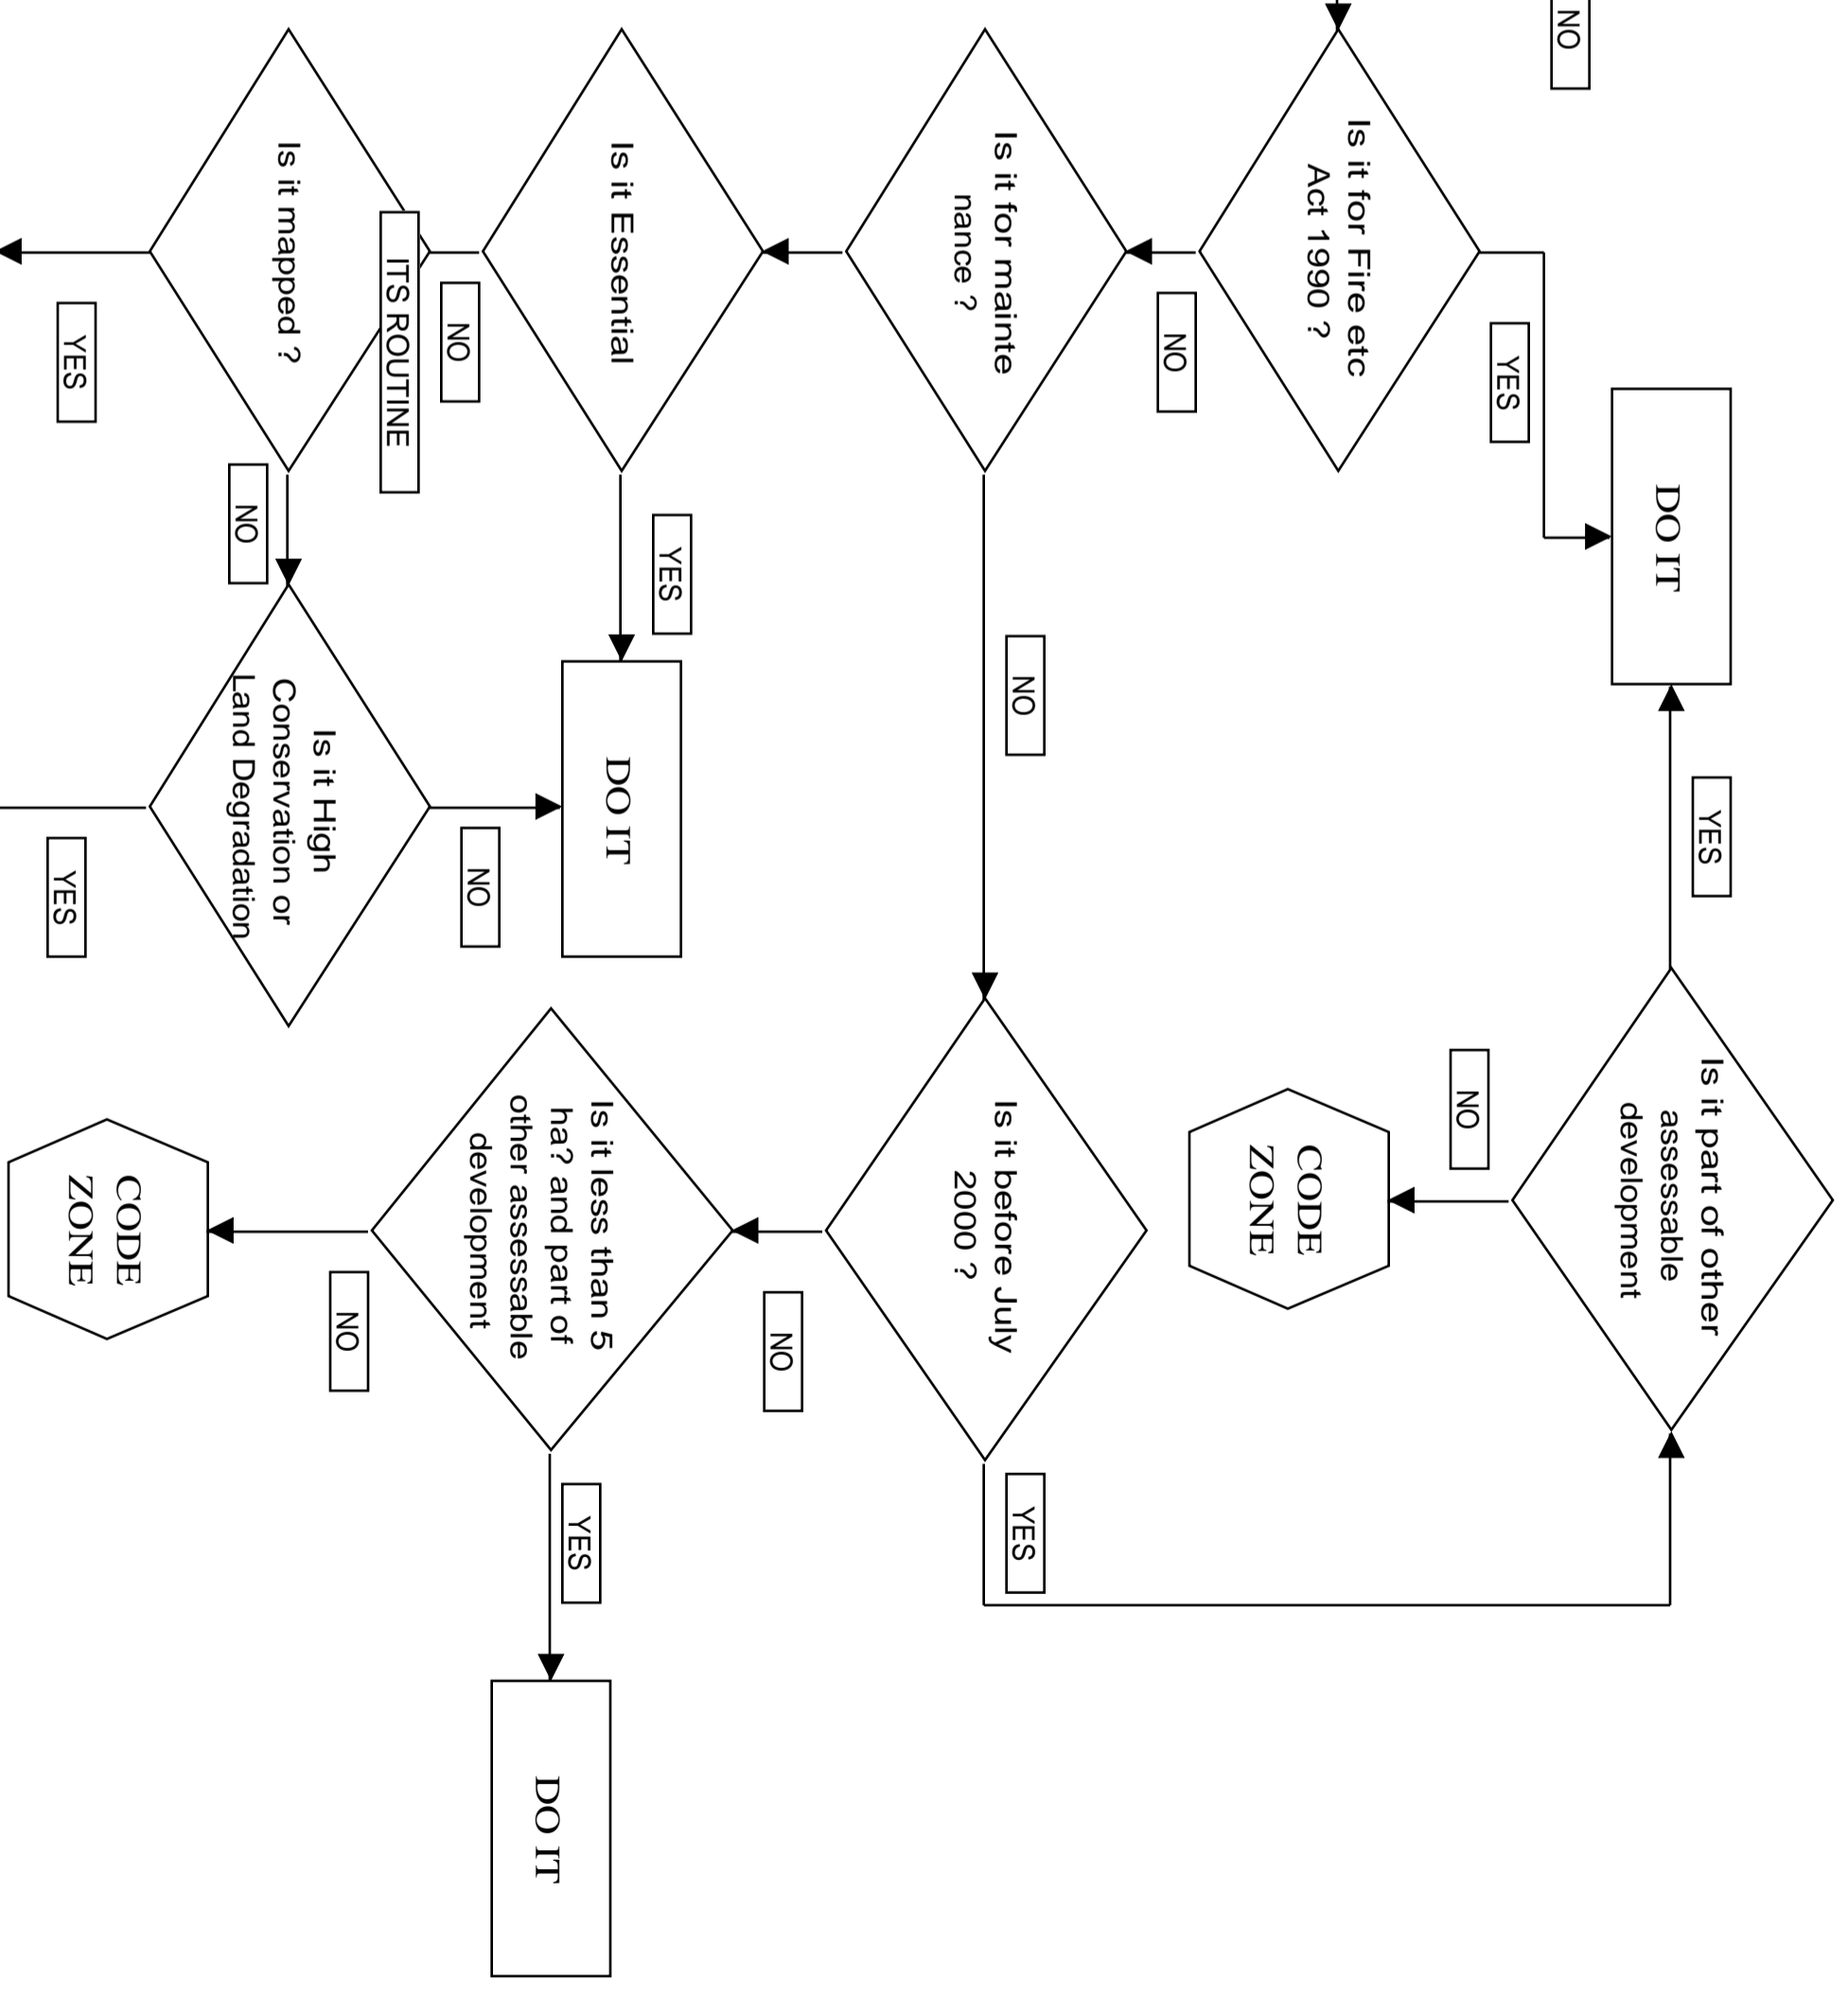 NO
Is it for Fire etc
Act 1990 ?
YES
DO IT
NO
Is it for mainte
nance ?
NO
Is it Essential
YES
DO IT
NO
ITS ROUTINE
Is it mapped ?
YES
NO
Is it High
Conservation or
Land Degradation
NO
YES
Is it part of other
assessable
development
YES
NO
CODE
ZONE
Is it before July
2000 ?
YES
NO
Is it less than 5
ha? and part of
other assessable
development
YES
DO IT
NO
CODE
ZONE